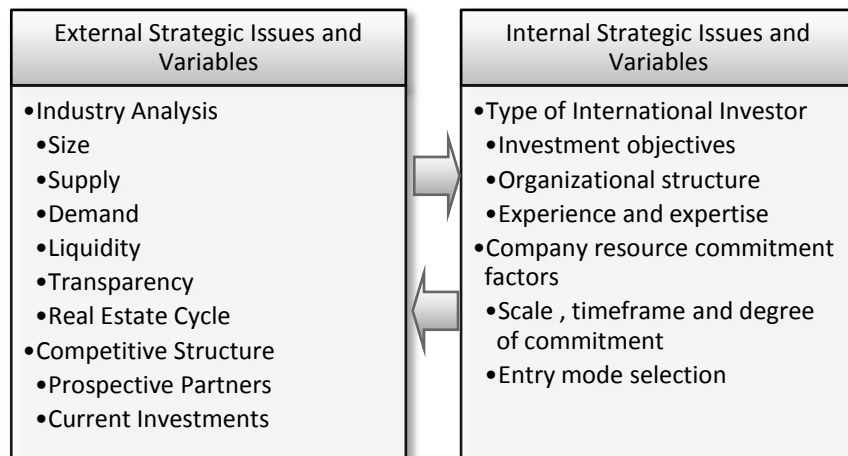 External Strategic Issues and
Variables
•Industry Analysis
•Size
•Supply
•Demand
•Liquidity
•Transparency
•Real Estate Cycle
•Competitive Structure
•Prospective Partners
•Current Investments
Internal Strategic Issues and
Variables
•Type of International Investor
•Investment objectives
•Organizational structure
•Experience and expertise
•Company resource commitment
factors
•Scale , timeframe and degree
of commitment
•Entry mode selection